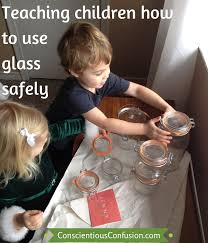 Teaching children how
to use
glass
safely
ConscientiousConfusion.com